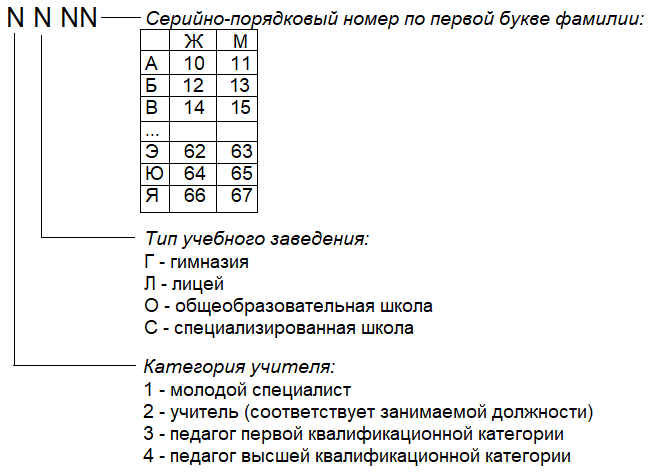 N N NN Серийно-порядковый номер по первой букве фамилии:
Ж М
А 10 11
Б 12 13
В 14 15
...
Э 62 63
Ю 64 65
Я 66 67
Тип учебного заведения:
Г - гимназия
Л - лицей
О - общеобразовательная школа
С - специализированная школа
Категория учителя:
1 - молодой специалист
2 - учитель (соответствует занимаемой должности)
3 - педагог первой квалификационной категории
4 - педагог высшей квалификационной категории